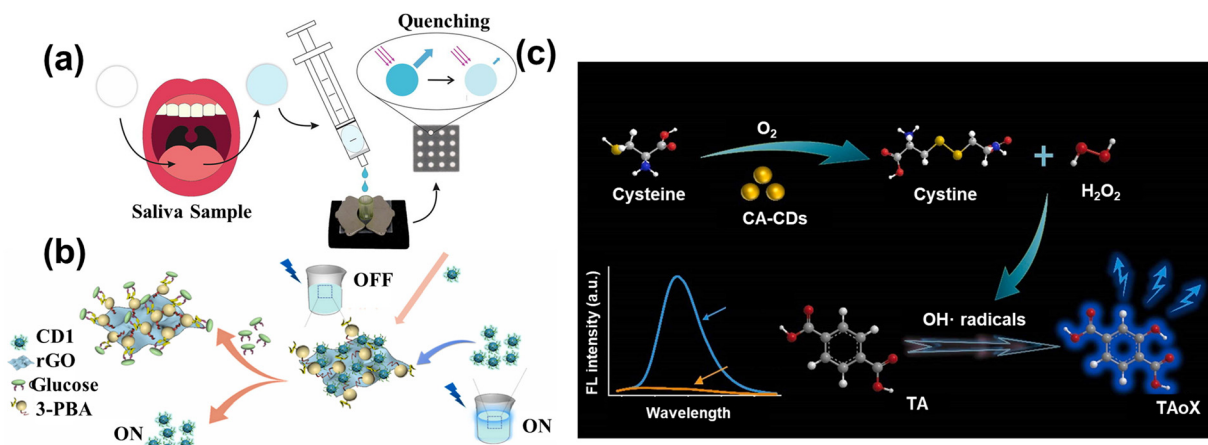 (a)
Quenching
(c)
Saliva Sample
O₂
Cysteine
CA-CDs
Cystine
+
H₂O₂
(b)
OFF
CD1
rGO
Glucose
3-PBA
ON
ON
FL intensity (a.u.)
Wavelength
TA
OH· radicals
TAoX